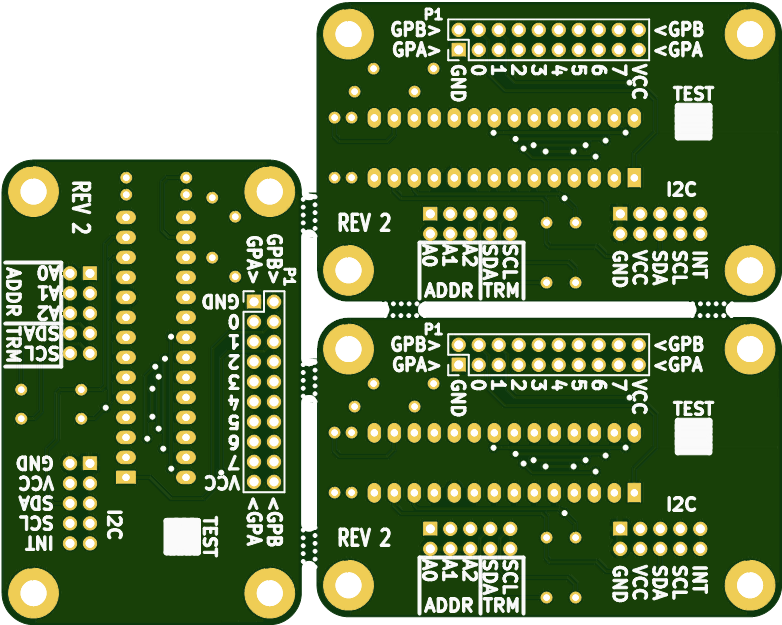 P1
GPB> <GPB
GPA> <GPA
GND 0 1 2 3 4 5 6 7 VCC
TEST
I2C
REV 2
A0 A1 A2 SDA SCL
ADDR TRM
GND VCC SDA SCL INT
REV 2
GPA> GPB>
P1
A0
A1
A2
SDA
SCL
ADDR
TRM
GND
0
1
2
3
4
5
6
7
VCC
<GPA <GPB
GND
VCC
SDA
SCL
INT
I2C
TEST
P1
GPB> <GPB
GPA> <GPA
GND 0 1 2 3 4 5 6 7 VCC
TEST
I2C
REV 2
A0 A1 A2 SDA SCL
ADDR TRM
GND VCC SDA SCL INT